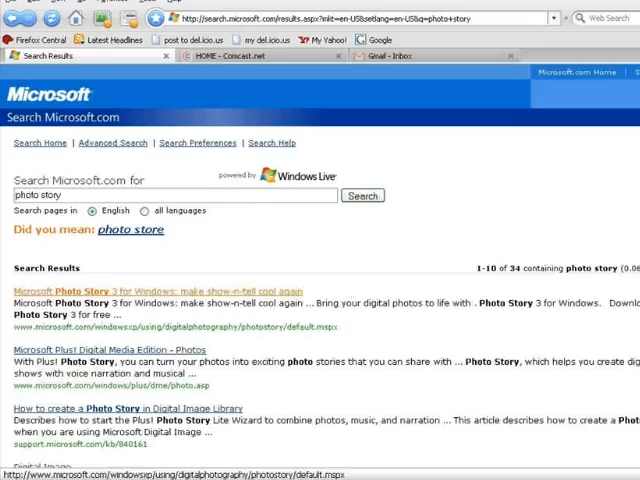 http://search.microsoft.com/results.aspx?mkt=en-US&setlang=en-US&q=photo+story
Web Search
Firefox Central
Latest Headlines
post to del.icio.us
my del.icio.us
My Yahoo!
Google
Search Results
HOME - Comcast.net
Gmail - Inbox
Microsoft.com Home |
Microsoft
Search Microsoft.com
Search Home | Advanced Search | Search Preferences | Search Help
powered by Windows Live
Search Microsoft.com for
photo story
Search
Search pages in English all languages
Did you mean: photo store
Search Results 1-10 of 34 containing photo story (0.0
Microsoft Photo Story 3 for Windows: make show-n-tell cool again
Microsoft Photo Story 3 for Windows: make show-n-tell cool again ... Bring your digital photos to life with . Photo Story 3 for Windows. Downlo
Photo Story 3 for free ...
www.microsoft.com/windowsxp/using/digitalphotography/photostory/default.mspx
Microsoft Plus! Digital Media Edition - Photos
With Plus! Photo Story, you can turn your photos into exciting photo stories that you can share with ... Photo Story, which helps you create dig
shows with voice narration and musical ...
www.microsoft.com/windows/plus/dme/photo.asp
How to create a Photo Story in Digital Image Library
Describes how to start the Plus! Photo Story Lite Wizard to combine photos, music, and narration ... This article describes how to create a Pho
when you are using Microsoft Digital Image ...
support.microsoft.com/kb/840161
Digital Image
http://www.microsoft.com/windowsxp/using/digitalphotography/photostory/default.mspx